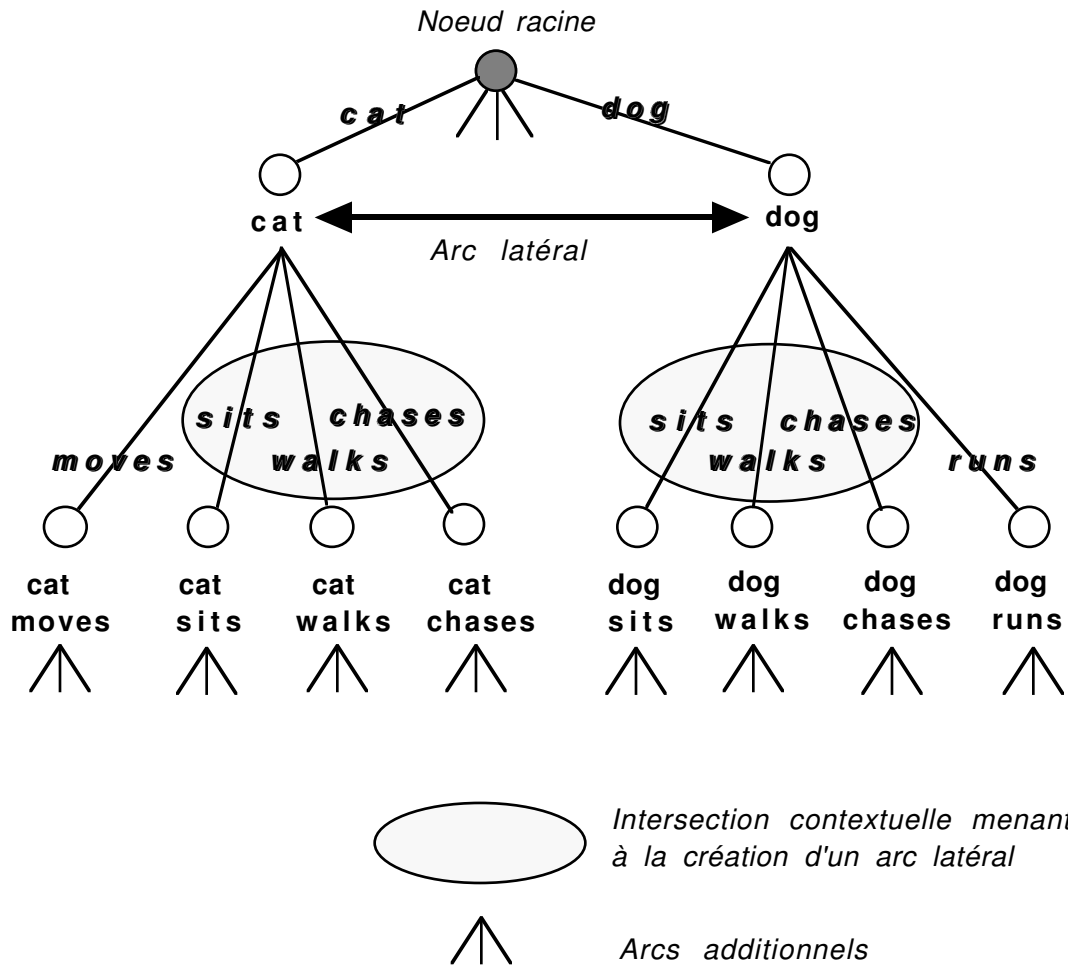 Noeud racine
cat dog
cat dog
Arc latéral
sits chases sits chases
moves walks walks runs
cat cat cat cat dog dog dog dog
moves sits walks chases sits walks chases runs
Intersection contextuelle menant
à la création d'un arc latéral
Arcs additionnels